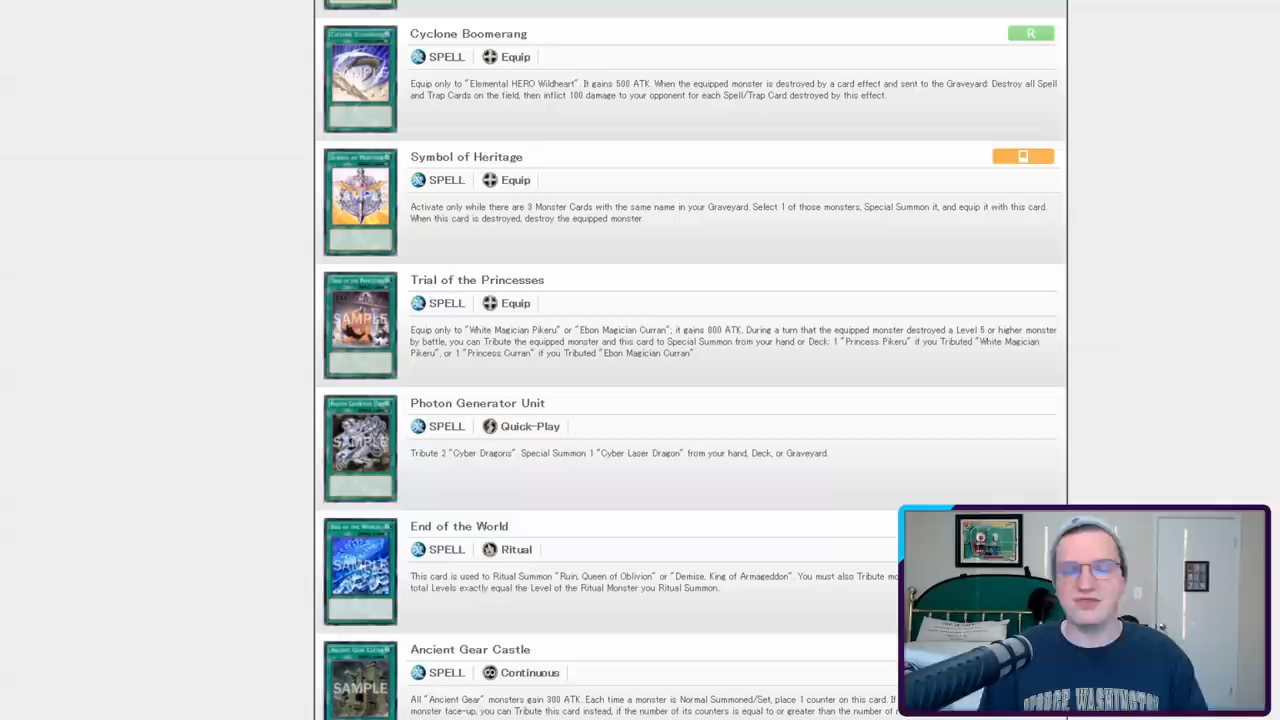 Cyclone Boomerang
R
SPELL Equip
Equip only to "Elemental HERO Wildheart". It gains 500 ATK. When the equipped monster is destroyed by a card effect and sent to the Graveyard: Destroy all Spell
and Trap Cards on the field, then inflict 100 damage to your opponent for each Spell/Trap Card destroyed by this effect.
Symbol of Heritage
SPELL Equip
Activate only while there are 3 Monster Cards with the same name in your Graveyard. Select 1 of those monsters, Special Summon it, and equip it with this card.
When this card is destroyed, destroy the equipped monster.
Trial of the Princesses
SPELL Equip
Equip only to "White Magician Pikeru" or "Ebon Magician Curran"; it gains 800 ATK. During a turn that the equipped monster destroyed a Level 5 or higher monster
by battle, you can Tribute the equipped monster and this card to Special Summon from your hand or Deck: 1 "Princess Pikeru" if you Tributed "White Magician
Pikeru", or 1 "Princess Curran" if you Tributed "Ebon Magician Curran"
SAMPLE
Photon Generator Unit
SPELL Quick-Play
Tribute 2 "Cyber Dragons" Special Summon 1 "Cyber Laser Dragon" from your hand, Deck, or Graveyard.
SAMPLE
End of the World
SPELL Ritual
This card is used to Ritual Summon "Ruin, Queen of Oblivion" or "Demise, King of Armageddon". You must also Tribute
total Levels exactly equal the Level of the Ritual Monster you Ritual Summon.
SAMPLE
Ancient Gear Castle
SPELL Continuous
All "Ancient Gear" monsters gain 300 ATK. Each time a monster is Normal Summoned/Set, place 1 counter on this card. If
monster face-up, you can Tribute this card instead, if the number of its counters is equal to or greater than the number
SAMPLE